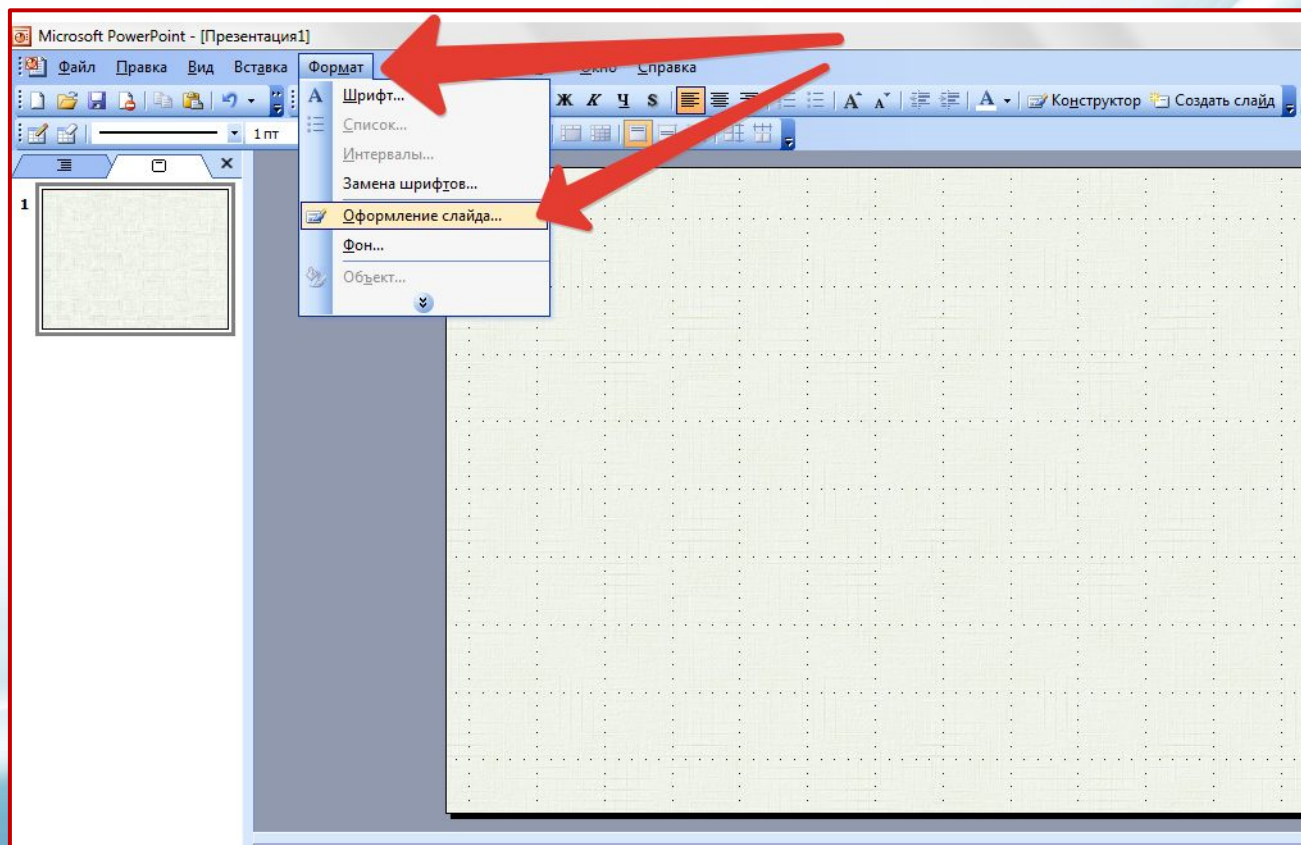 Microsoft PowerPoint - [Презентация1]
Файл Правка Вид Вставка Формат Окно Справка
Ж К Ч S А А А Конструктор Создать слайд
1 пт
Шрифт...
Список...
Интервалы...
Замена шрифтов...
Оформление слайда...
Фон...
Объект...
1